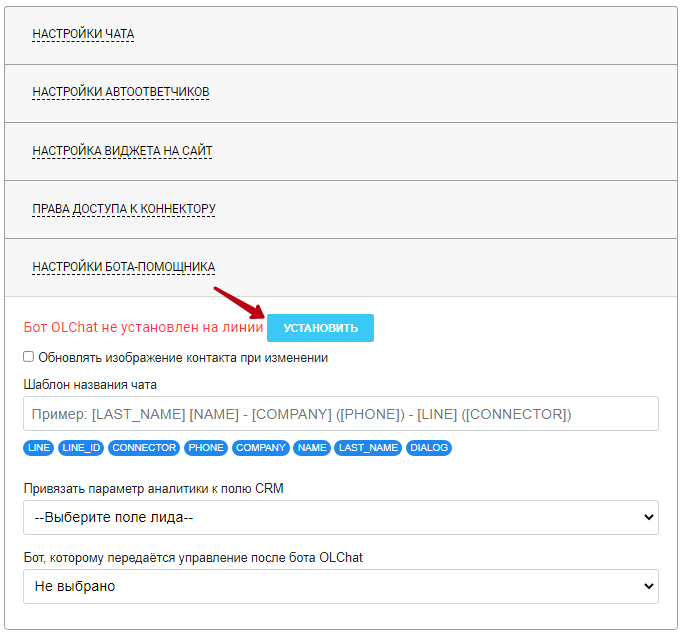 НАСТРОЙКИ ЧАТА
НАСТРОЙКИ АВТООТВЕТЧИКОВ
НАСТРОЙКА ВИДЖЕТА НА САЙТ
ПРАВА ДОСТУПА К КОННЕКТОРУ
НАСТРОЙКИ БОТА-ПОМОЩНИКА
Бот OLChat не установлен на линии УСТАНОВИТЬ
Обновлять изображение контакта при изменении
Шаблон названия чата
Пример: [LAST_NAME] [NAME] - [COMPANY] ([PHONE]) - [LINE] ([CONNECTOR])
LINE LINE_ID CONNECTOR PHONE COMPANY NAME LAST_NAME DIALOG
Привязать параметр аналитики к полю CRM
--Выберите поле лида--
Бот, которому передаётся управление после бота OLChat
Не выбрано